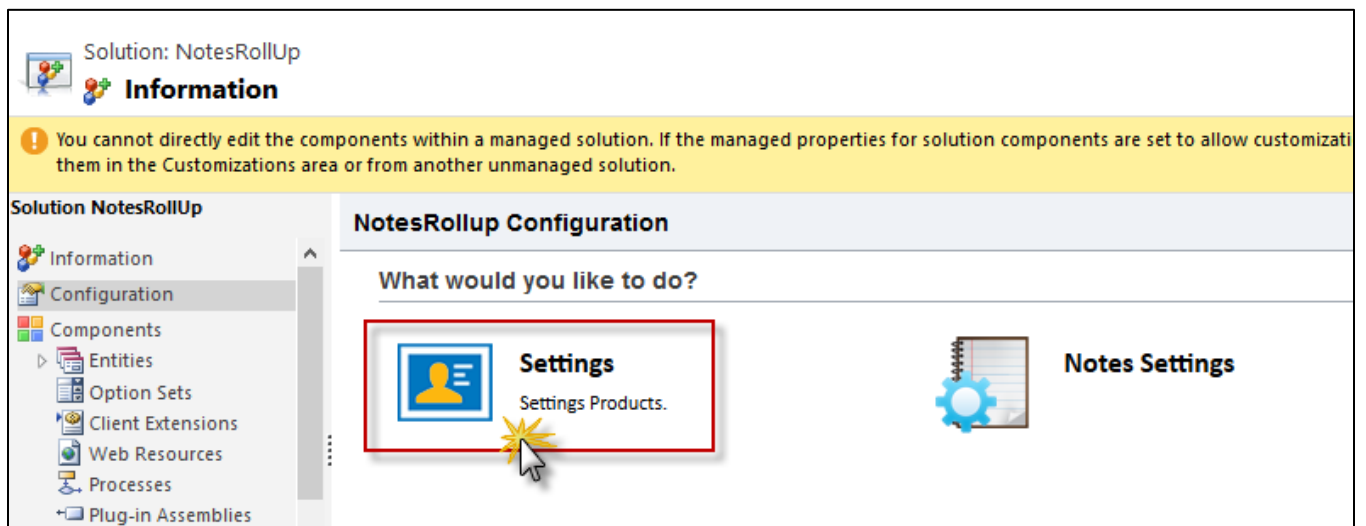 Solution: NotesRollUp
Information
You cannot directly edit the components within a managed solution. If the managed properties for solution components are set to allow customizati
them in the Customizations area or from another unmanaged solution.
Solution NotesRollUp
Information
Configuration
Components
Entities
Option Sets
Client Extensions
Web Resources
Processes
Plug-in Assemblies
NotesRollup Configuration
What would you like to do?
Settings
Settings Products.
Notes Settings